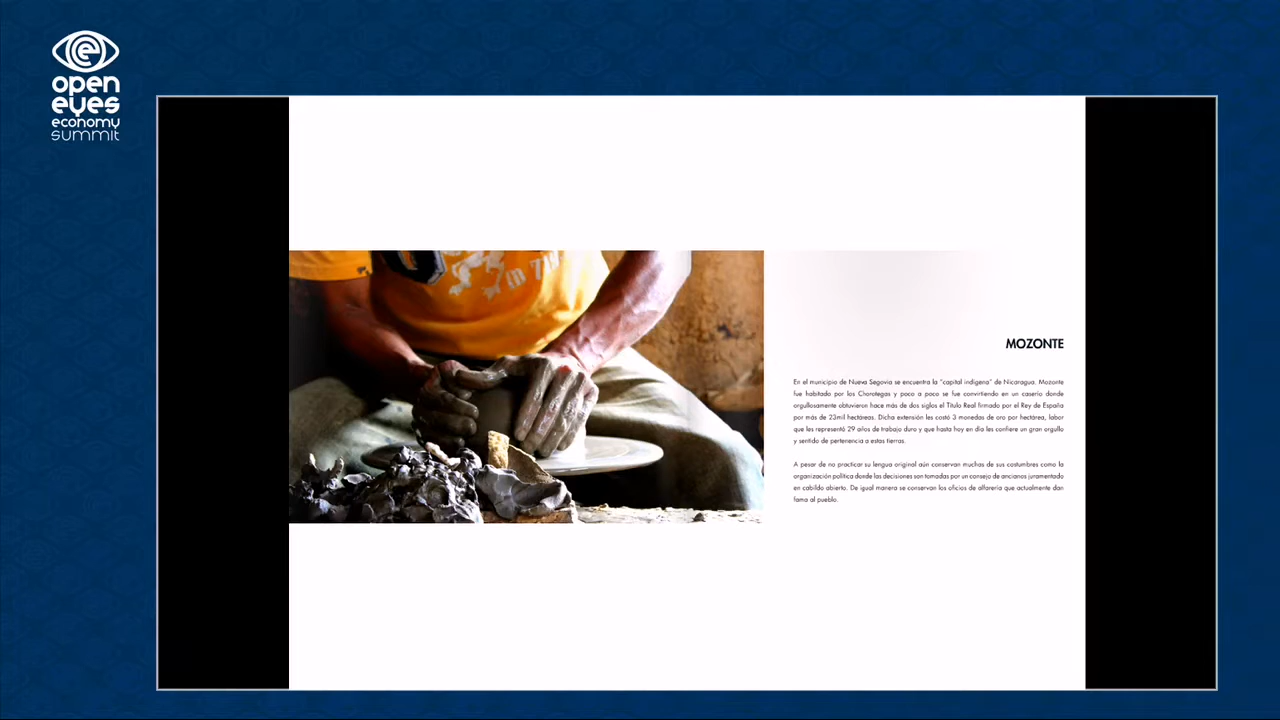 open
eyes
economy
summit
MOZONTE
En el municipio de Nueva Segovia se encuentra la "capital indígena" de Nicaragua. Mozonte
fue habitado por los Chorotegas y poco a poco se fue convirtiendo en un caserío donde
orgullosamente obtuvieron hace más de dos siglos el Título Real firmado por el Rey de España
por más de 23mil hectáreas. Dicha extensión les costó 3 monedas de oro por hectárea, labor
que les representó 29 años de trabajo duro y que hasta hoy en día les confiere un gran orgullo
y sentido de pertenencia a estas tierras.
A pesar de no practicar su lengua original aún conservan muchas de sus costumbres como la
organización política donde las decisiones son tomadas por un consejo de ancianos juramentado
en cabildo abierto. De igual manera se conservan los oficios de alfarería que actualmente dan
fama al pueblo.